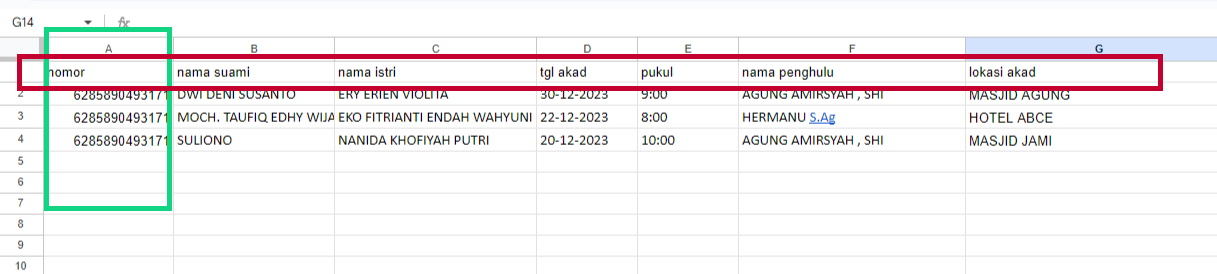 G14 fx
A B C D E F G
nomor nama suami nama istri tgl akad pukul nama penghulu lokasi akad
2 6285890493171 DWI DENI SUSANTO ERY ERIEN VIOLITA 30-12-2023 9:00 AGUNG AMIRSYAH , SHI MASJID AGUNG
3 6285890493171 MOCH. TAUFIQ EDHY WIJA EKO FITRIANTI ENDAH WAHYUNI 22-12-2023 8:00 HERMANU S.Ag HOTEL ABCE
4 6285890493171 SULIONO NANIDA KHOFIYAH PUTRI 20-12-2023 10:00 AGUNG AMIRSYAH , SHI MASJID JAMI
5
6
7
8
9
10